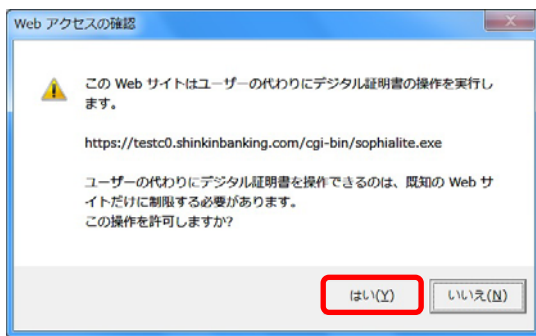 Web アクセスの確認
この Web サイトはユーザーの代わりにデジタル証明書の操作を実行し
ます。
https://testc0.shinkinbanking.com/cgi-bin/sophialite.exe
ユーザーの代わりにデジタル証明書を操作できるのは、既知の Web サ
イトだけに制限する必要があります。
この操作を許可しますか?
はい(Y) いいえ(N)